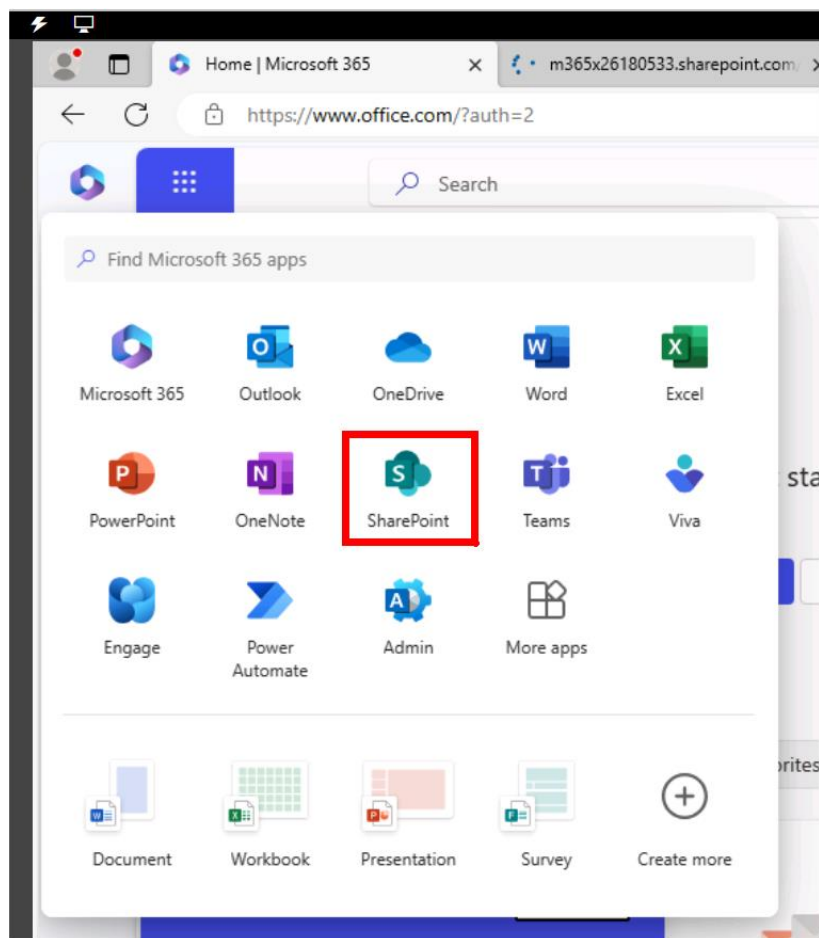 Home | Microsoft 365
m365x26180533.sharepoint.com/
https://www.office.com/?auth=2
Search
Find Microsoft 365 apps
Microsoft 365 Outlook OneDrive Word Excel
PowerPoint OneNote SharePoint Teams Viva
sta
Engage Power Automate Admin More apps
orites
Document Workbook Presentation Survey Create more